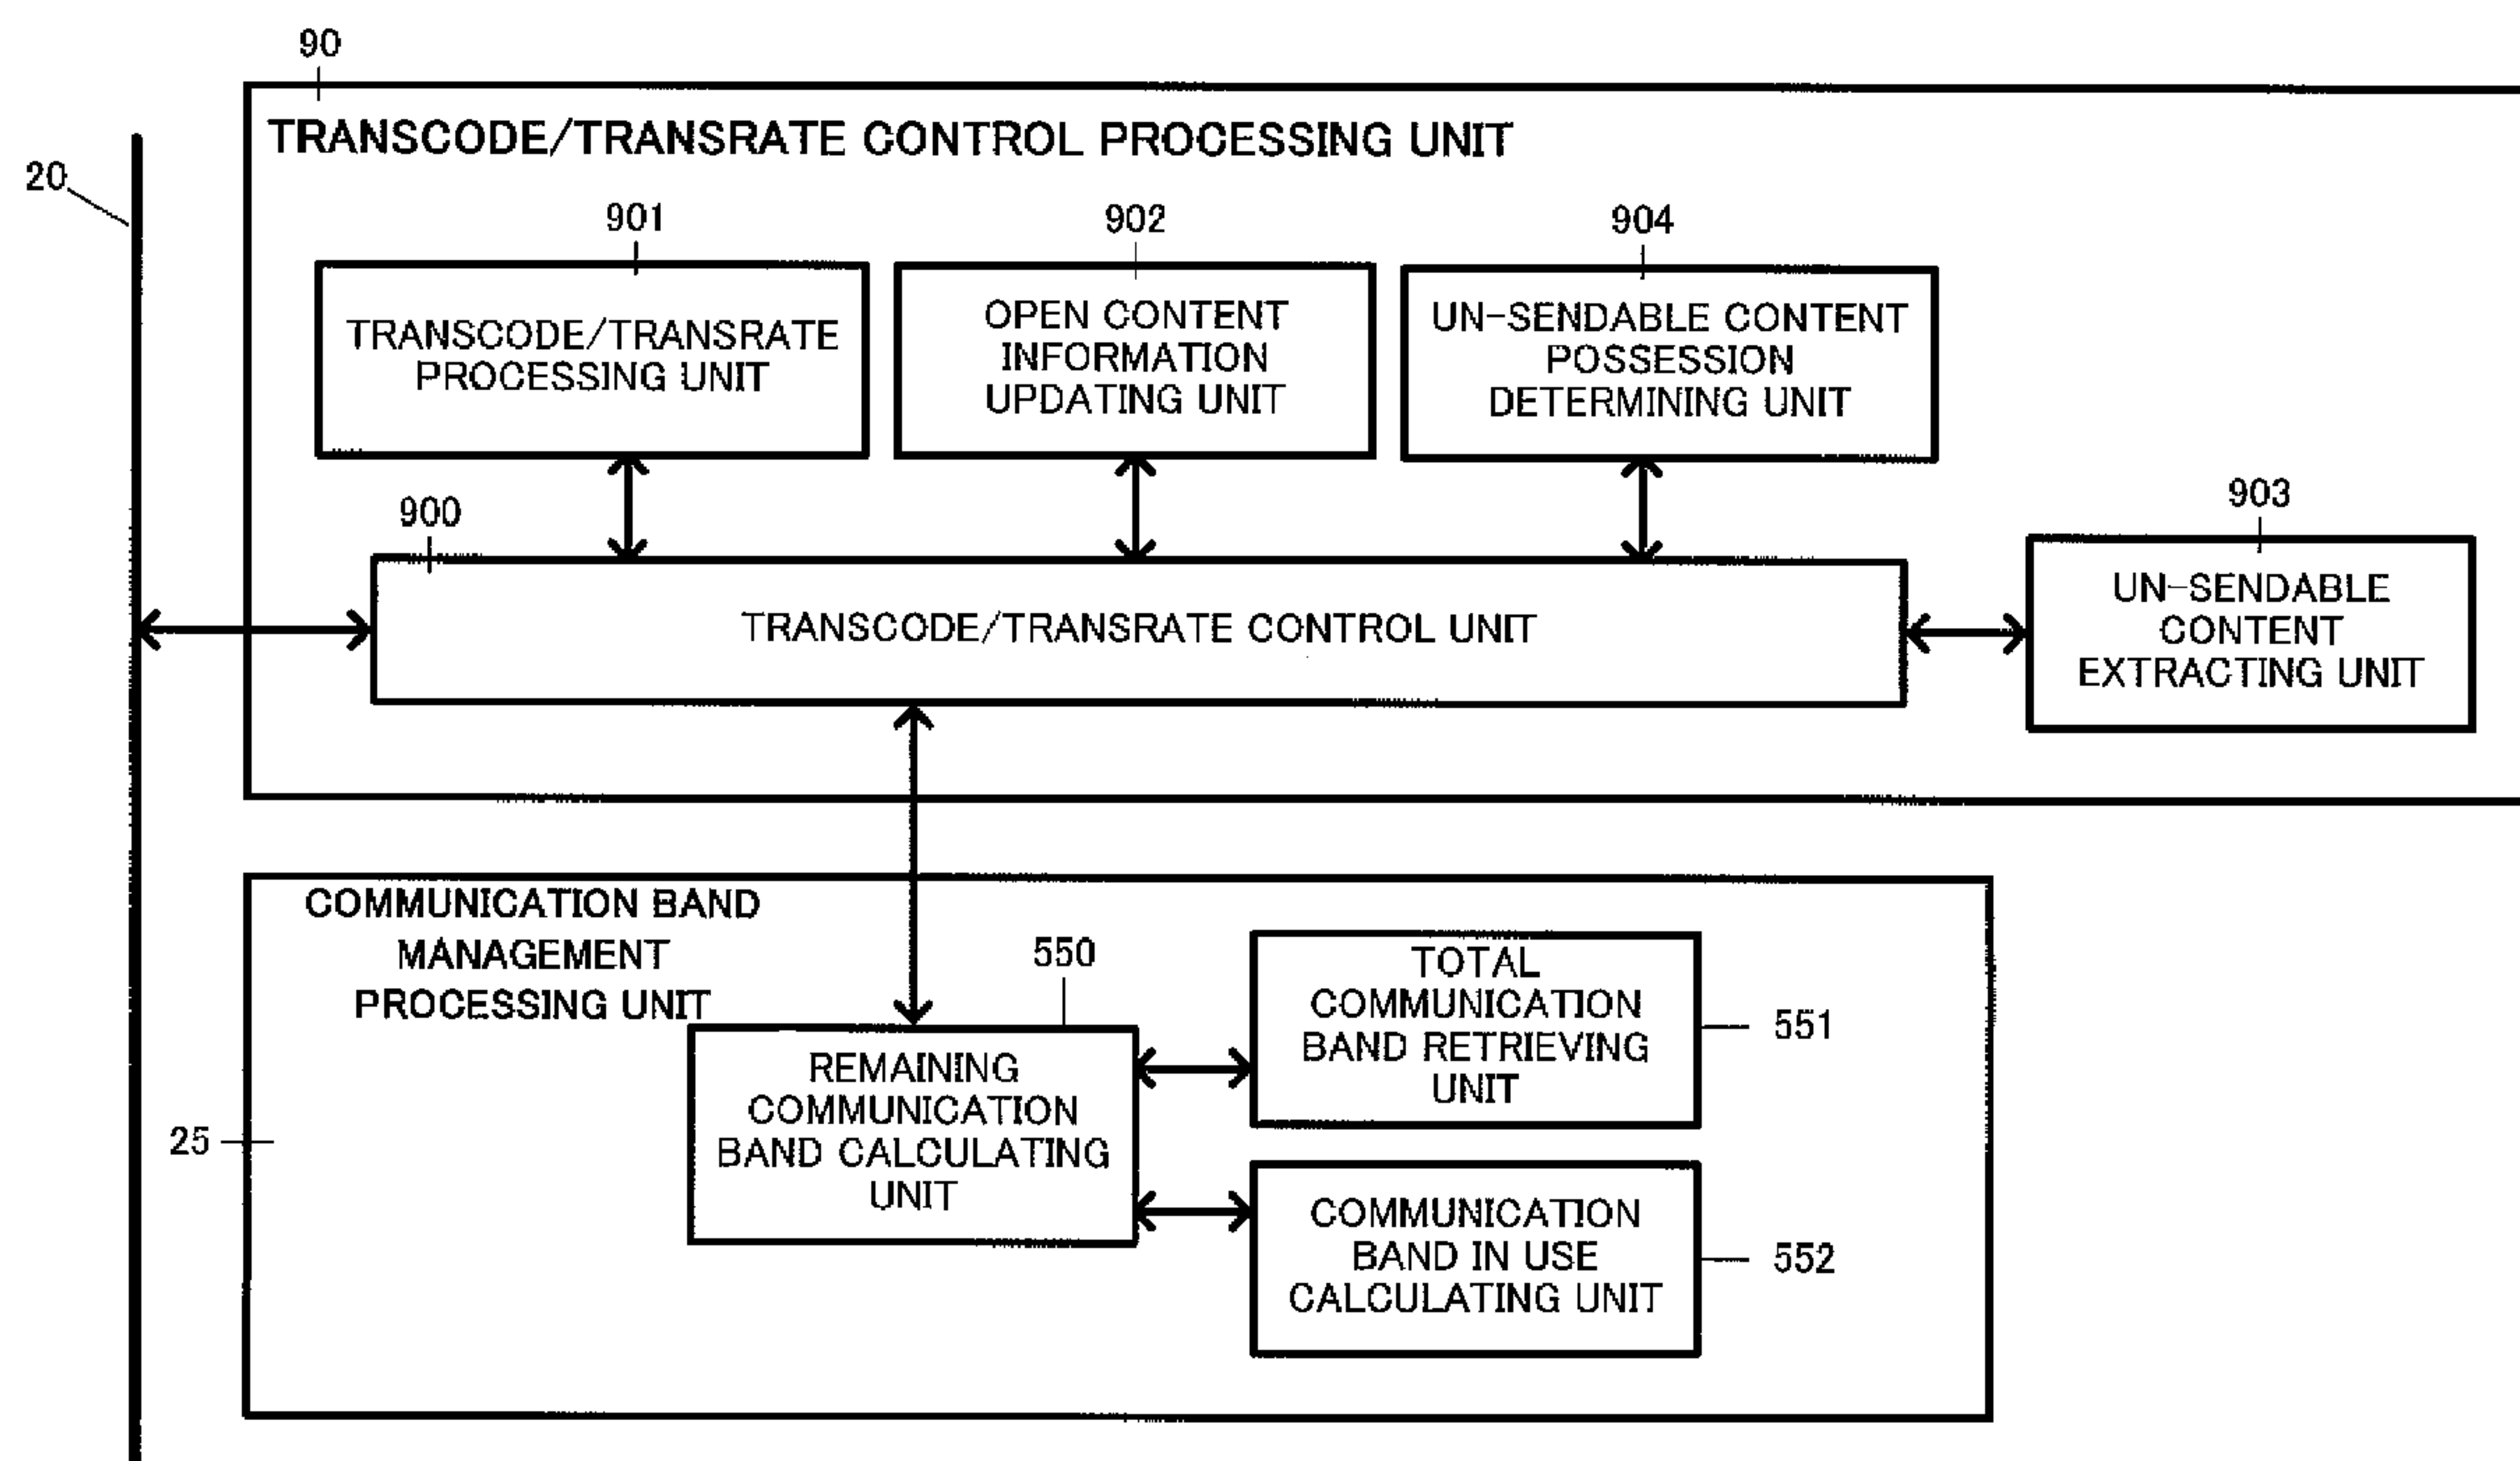 90
TRANSCODE/TRANSRATE CONTROL PROCESSING UNIT
20
901
902
904
TRANSCODE/TRANSRATE
PROCESSING UNIT
OPEN CONTENT
INFORMATION
UPDATING UNIT
UN-SENDABLE CONTENT
POSSESSION
DETERMINING UNIT
900
903
TRANSCODE/TRANSRATE CONTROL UNIT
UN-SENDABLE
CONTENT
EXTRACTING UNIT
COMMUNICATION BAND
MANAGEMENT
PROCESSING UNIT
550
TOTAL
COMMUNICATION
BAND RETRIEVING
UNIT
551
REMAINING
COMMUNICATION
BAND CALCULATING
UNIT
25
COMMUNICATION
BAND IN USE
CALCULATING UNIT
552